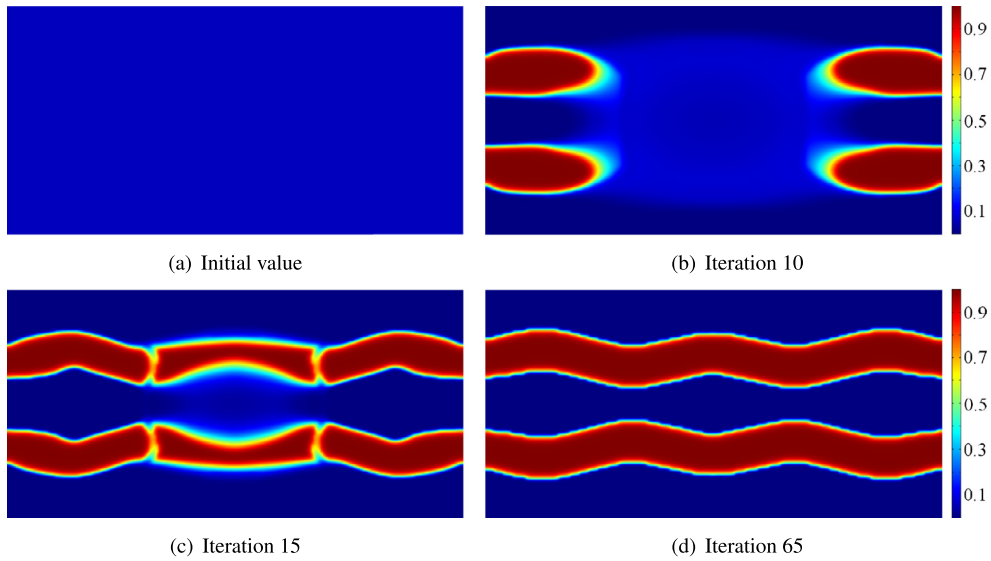 0.9
0.7
0.5
0.3
0.1
(a) Initial value
(b) Iteration 10
0.9
0.7
0.5
0.3
0.1
(c) Iteration 15
(d) Iteration 65